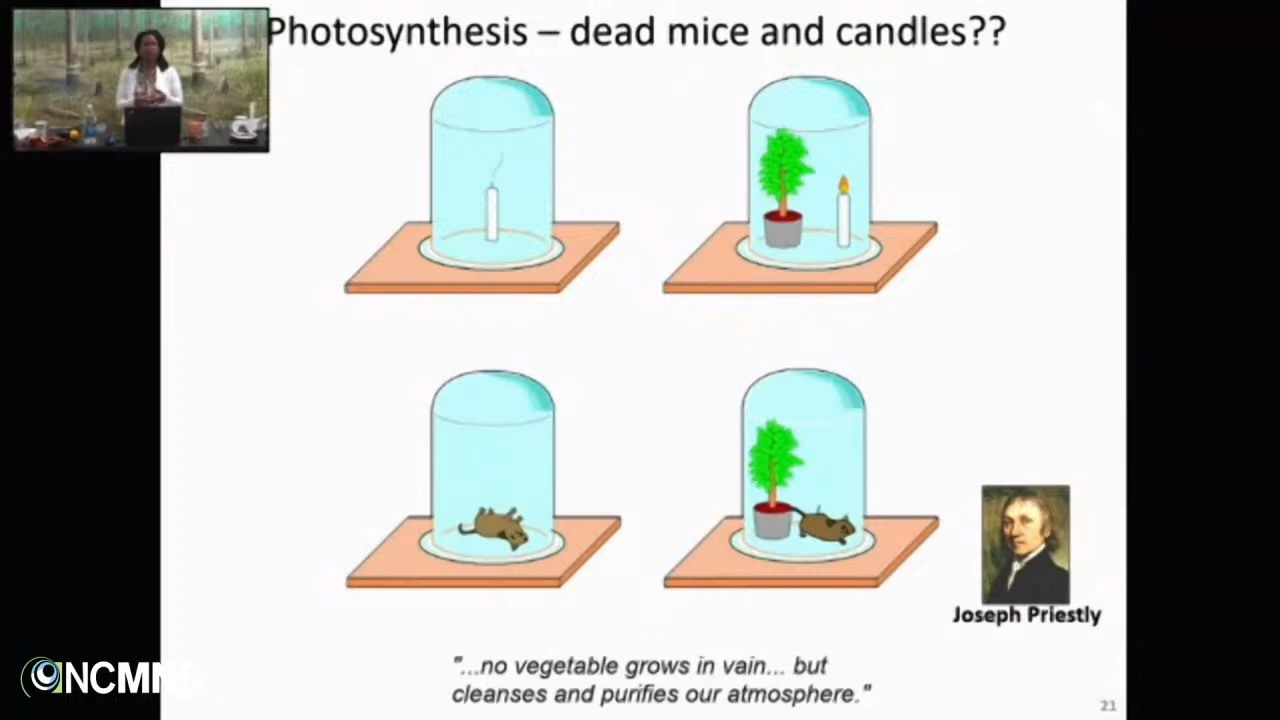 Photosynthesis – dead mice and candles??
Joseph Priestly
"...no vegetable grows in vain... but
cleanses and purifies our atmosphere."
21
NCMN